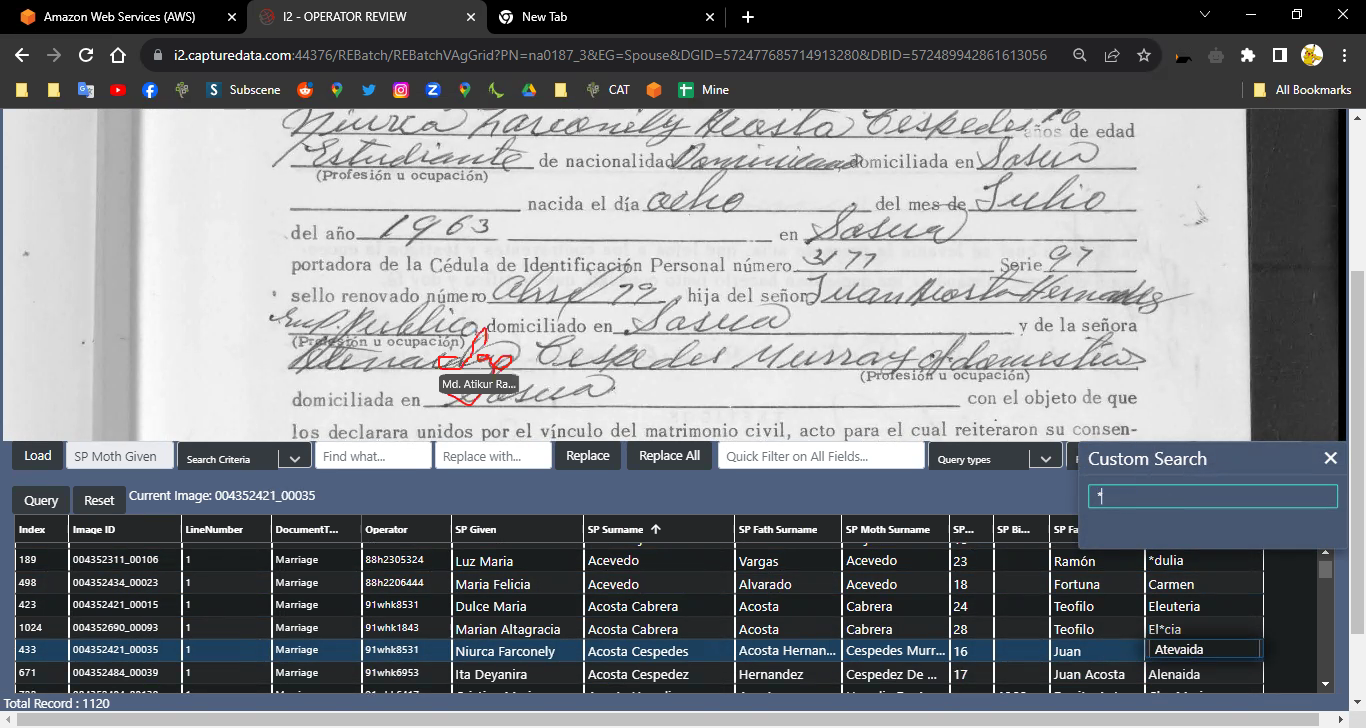 Amazon Web Services (AWS)
I2 - OPERATOR REVIEW
New Tab
i2.capturedata.com:44376/REBatch/REBatchVAgGrid?PN=na0187_3&EG=Spouse&DGID=572477685714913280&DBID=572489942861613056
Subscene
CAT
Mine
All Bookmarks
Niurca Farconely Acosta Cespedes 16 años de edad
Estudiante de nacionalidad Dominicana domiciliada en Sosua
(Profesión u ocupación)
nacida el día ocho del mes de Julio
del año 1963 en Sosua
portadora de la Cédula de Identificación Personal número 3177 Serie 97
sello renovado número Abril 79, hija del señor Juan Acosta Hernandez
Emp. Publico domiciliado en Sosua y de la señora
(Profesión u ocupación)
Cespedes Murray of. domestico
(Profesión u ocupación)
Md. Atikur Ra...
domiciliada en Sosua con el objeto de que
los declarara unidos por el vínculo del matrimonio civil, acto para el cual reiteraron su consen-
Load SP Moth Given Search Criteria Find what... Replace with... Replace Replace All Quick Filter on All Fields... Query types
Custom Search
*
Query Reset Current Image: 004352421_00035
Index Image ID LineNumber DocumentT... Operator SP Given SP Surname SP Fath Surname SP Moth Surname SP... SP Bi... SP Fa
189 004352311_00106 1 Marriage 88h2305324 Luz Maria Acevedo Vargas Acevedo 23 Ramón *dulia
498 004352434_00023 1 Marriage 88h2206444 Maria Felicia Acevedo Alvarado Acevedo 18 Fortuna Carmen
423 004352421_00015 1 Marriage 91whk8531 Dulce Maria Acosta Cabrera Acosta Cabrera 24 Teofilo Eleuteria
1024 004352690_00093 1 Marriage 91whk1843 Marian Altagracia Acosta Cabrera Acosta Cabrera 28 Teofilo El*cia
433 004352421_00035 1 Marriage 91whk8531 Niurca Farconely Acosta Cespedes Acosta Hernan... Cespedes Murr... 16 Juan Atevaida
671 004352484_00039 1 Marriage 91whk6953 Ita Deyanira Acosta Cespedez Hernandez Cespedez De ... 17 Juan Acosta Alenaida
Total Record : 1120